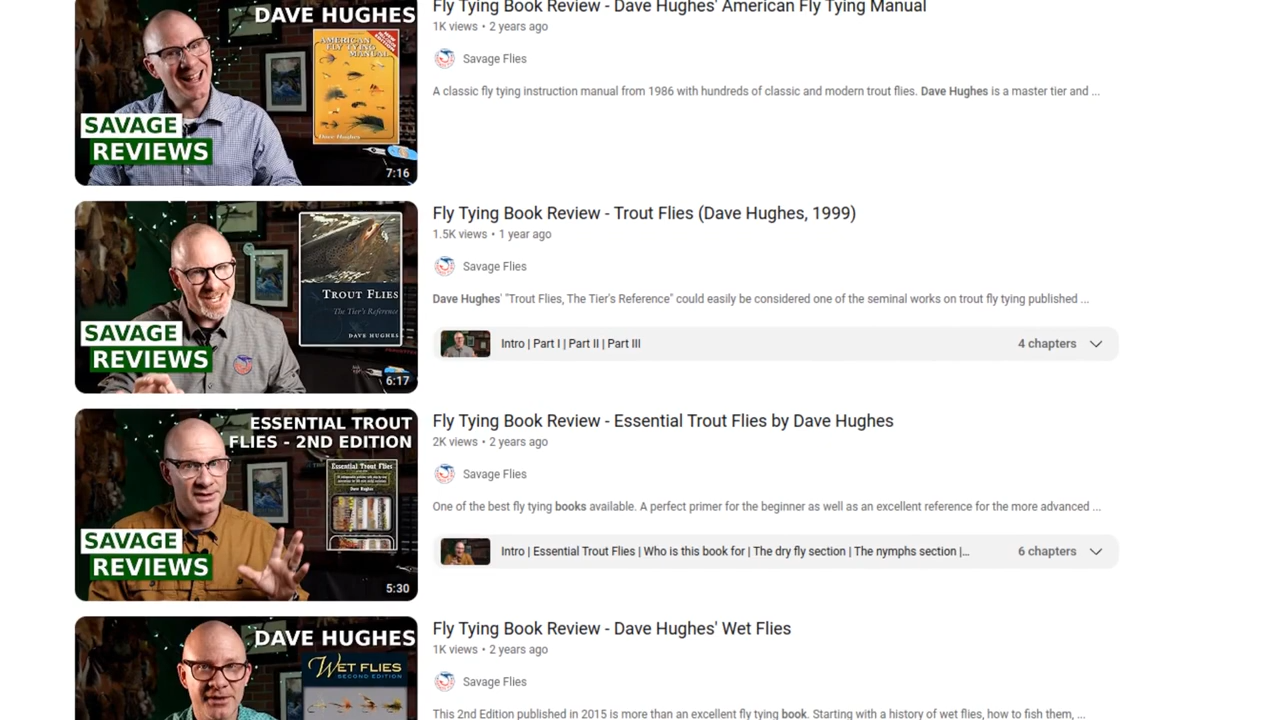 DAVE HUGHES
AMERICAN
FLY TYING
MANUAL
Dave Hughes
SAVAGE
REVIEWS
7:16
Fly Tying Book Review - Dave Hughes' American Fly Tying Manual
1K views • 2 years ago
Savage Flies
A classic fly tying instruction manual from 1986 with hundreds of classic and modern trout flies. Dave Hughes is a master tier and ...
TROUT FLIES
The Tier's Reference
DAVE HUGHES
SAVAGE
REVIEWS
6:17
Fly Tying Book Review - Trout Flies (Dave Hughes, 1999)
1.5K views • 1 year ago
Savage Flies
Dave Hughes' "Trout Flies, The Tier's Reference" could easily be considered one of the seminal works on trout fly tying published ...
Intro | Part I | Part II | Part III
4 chapters
ESSENTIAL TROUT
FLIES - 2ND EDITION
Essential Trout Flies
Dave Hughes
SAVAGE
REVIEWS
5:30
Fly Tying Book Review - Essential Trout Flies by Dave Hughes
2K views • 2 years ago
Savage Flies
One of the best fly tying books available. A perfect primer for the beginner as well as an excellent reference for the more advanced ...
Intro | Essential Trout Flies | Who is this book for | The dry fly section | The nymphs section |...
6 chapters
DAVE HUGHES
WET FLIES
SECOND EDITION
Fly Tying Book Review - Dave Hughes' Wet Flies
1K views • 2 years ago
Savage Flies
This 2nd Edition published in 2015 is more than an excellent fly tying book. Starting with a history of wet flies, how to fish them, ...